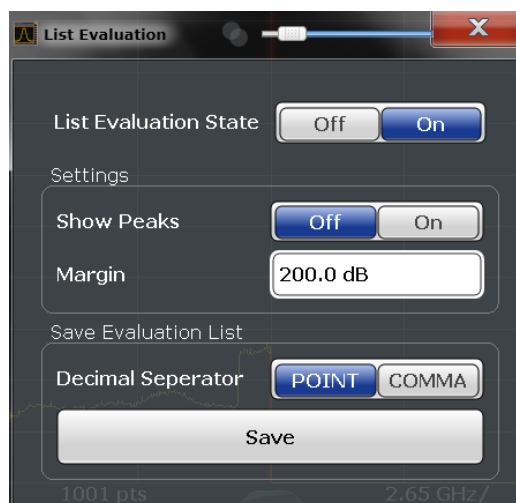 List Evaluation
X
List Evaluation State Off On
Settings
Show Peaks Off On
Margin 200.0 dB
Save Evaluation List
Decimal Seperator POINT COMMA
Save
1001 pts 2.65 GHz/